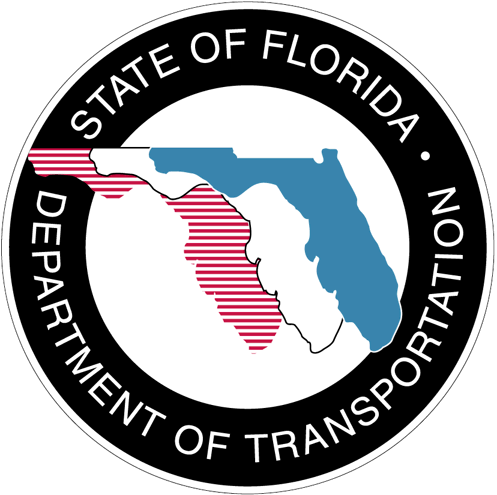 STATE OF FLORIDA •
DEPARTMENT OF TRANSPORTATION